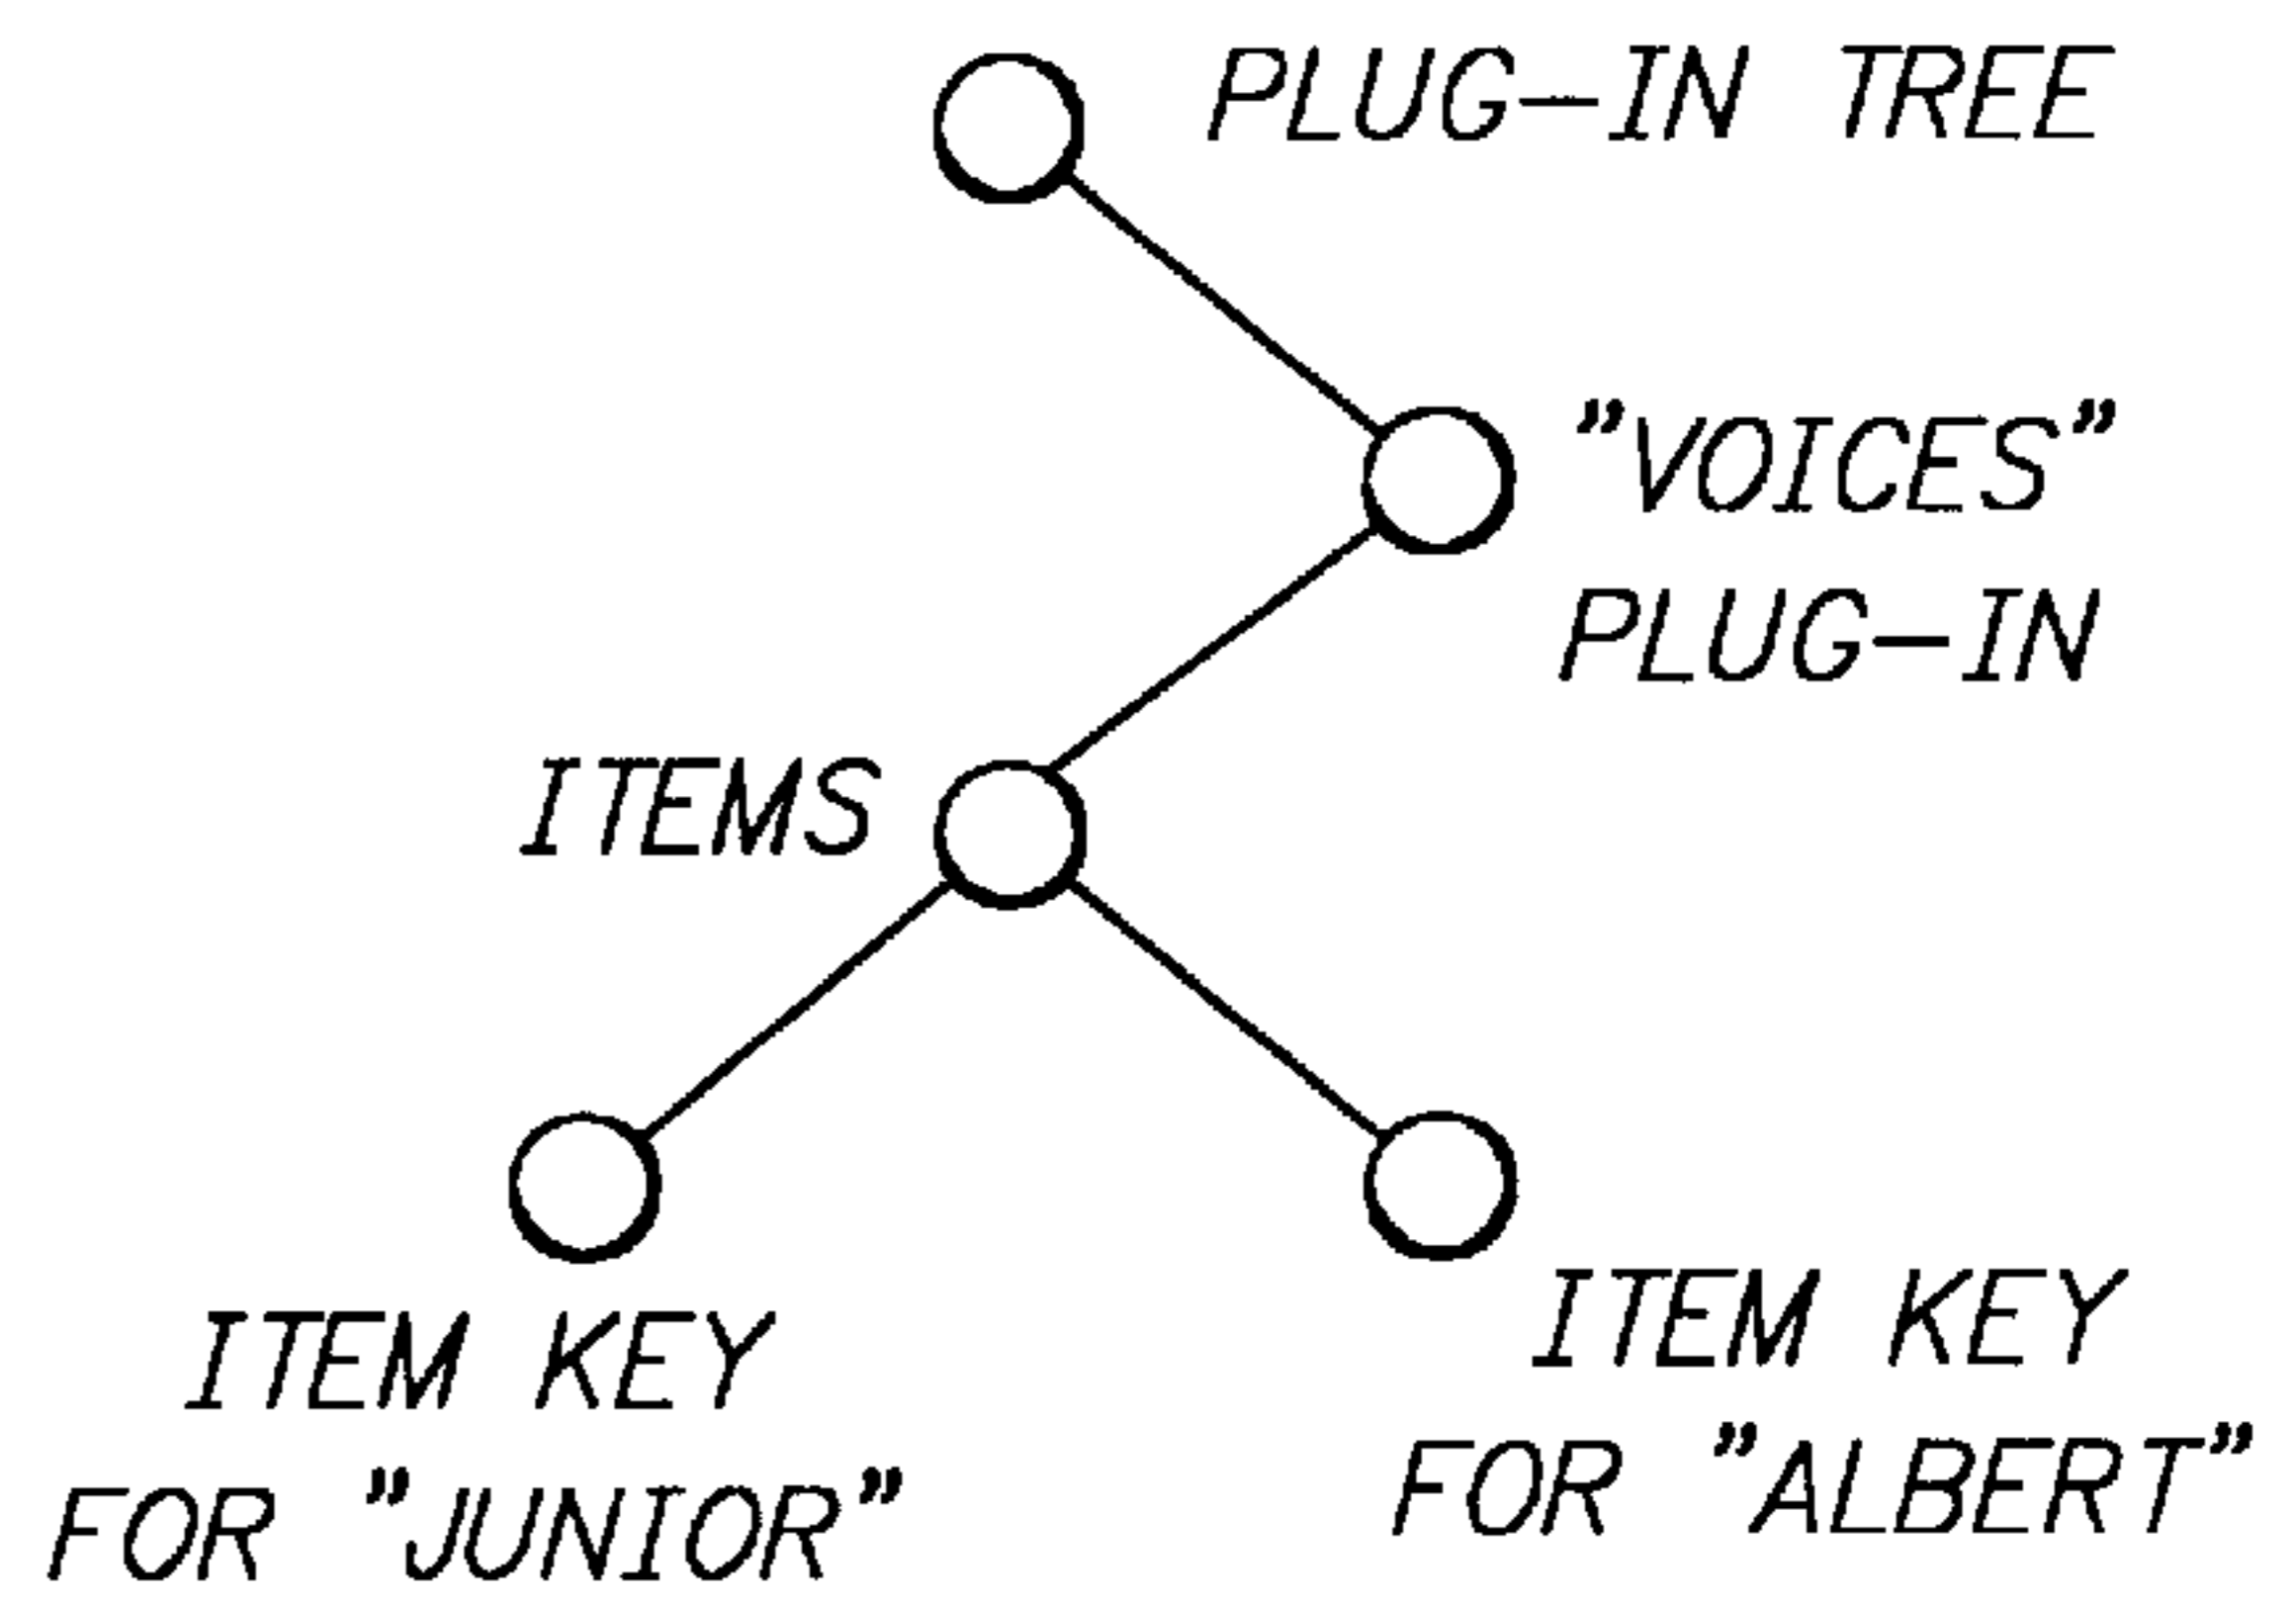 PLUG-IN TREE
"VOICES"
PLUG-IN
ITEMS
ITEM KEY
FOR "JUNIOR"
ITEM KEY
FOR "ALBERT"